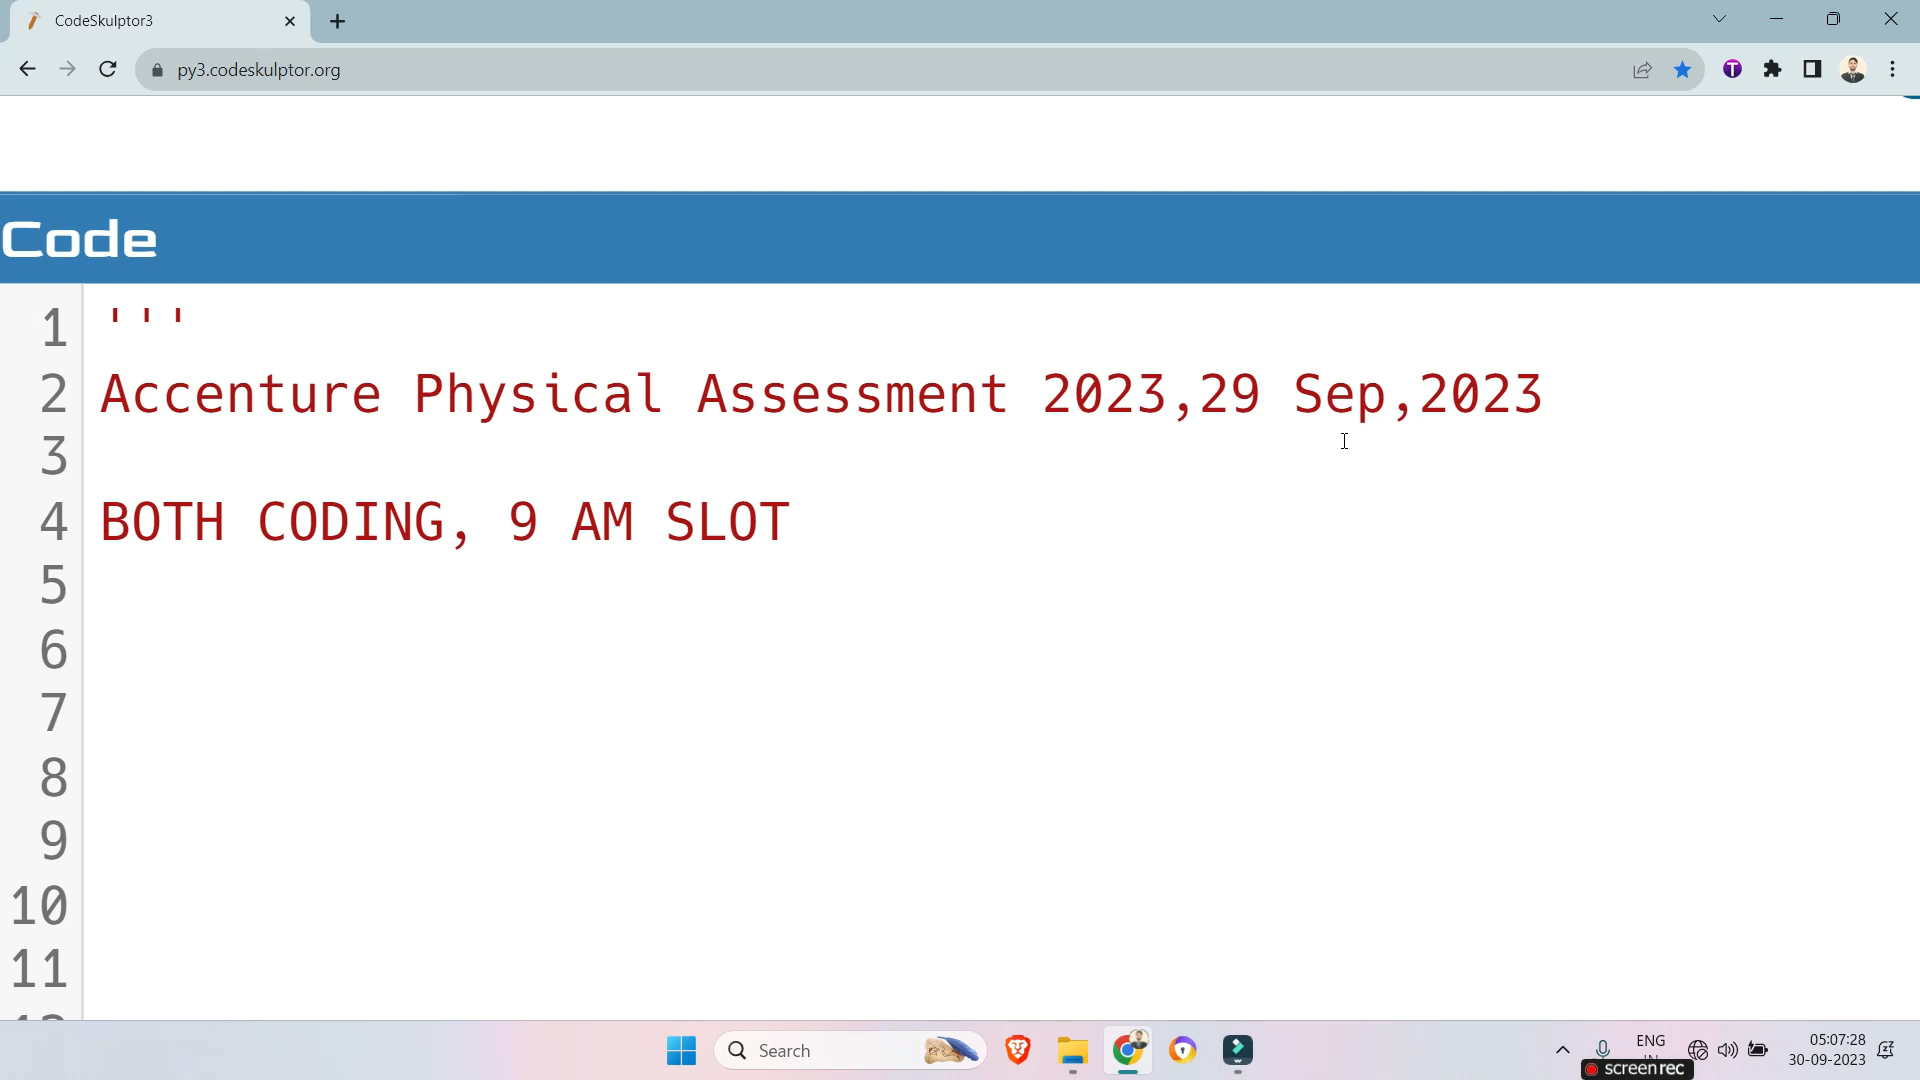 CodeSkulptor3
py3.codeskulptor.org
Code
1 '''
2 Accenture Physical Assessment 2023,29 Sep,2023
3
4 BOTH CODING, 9 AM SLOT
5
6
7
8
9
10
11
Search
ENG
05:07:28
30-09-2023
screenrec